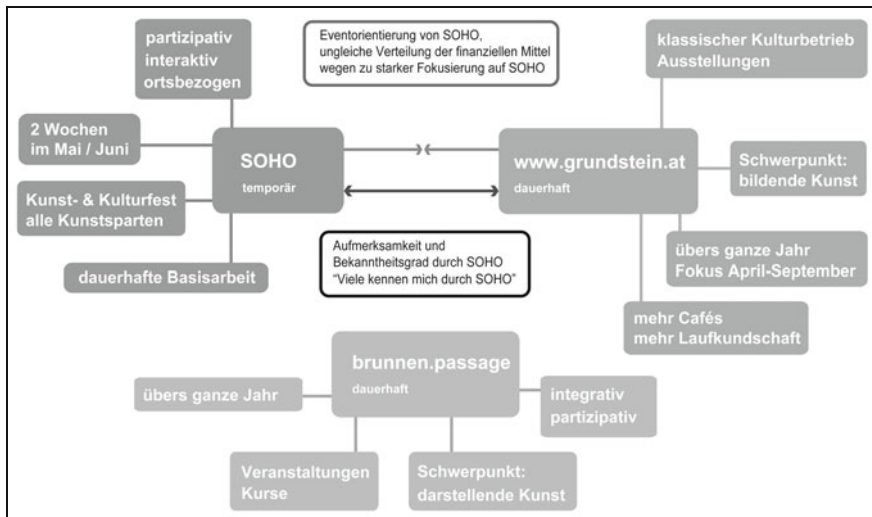 partizipativ
interaktiv
ortsbezogen
Eventorientierung von SOHO,
ungleiche Verteilung der finanziellen Mittel
wegen zu starker Fokusierung auf SOHO
klassischer Kulturbetrieb
Ausstellungen
2 Wochen
im Mai / Juni
SOHO
temporär
www.grundstein.at
dauerhaft
Schwerpunkt:
bildende Kunst
Kunst- & Kulturfest
alle Kunstsparten
dauerhafte Basisarbeit
Aufmerksamkeit und
Bekanntheitsgrad durch SOHO
“Viele kennen mich durch SOHO”
übers ganze Jahr
Fokus April-September
mehr Cafés
mehr Laufkundschaft
brunnen.passage
dauerhaft
übers ganze Jahr
integrativ
partizipativ
Veranstaltungen
Kurse
Schwerpunkt:
darstellende Kunst